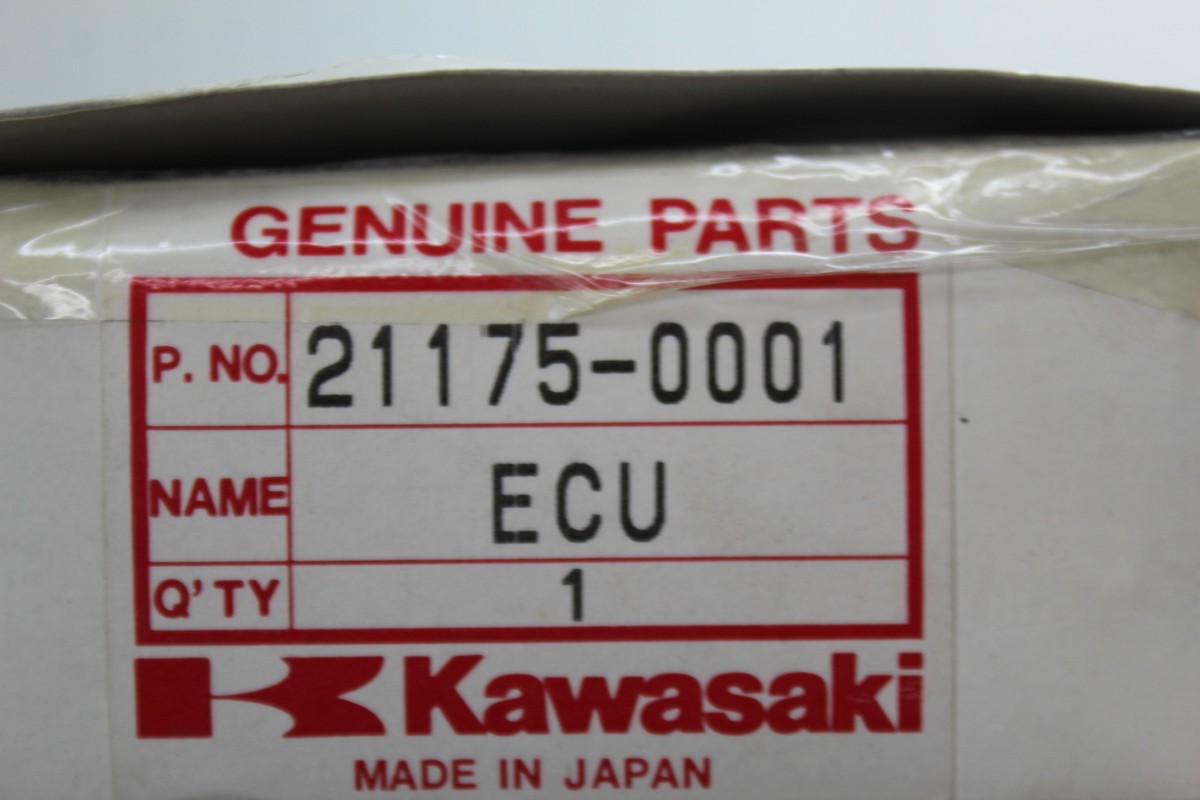 GENUINE PARTS
P. NO. 21175-0001
NAME ECU
Q'TY 1
Kawasaki
MADE IN JAPAN